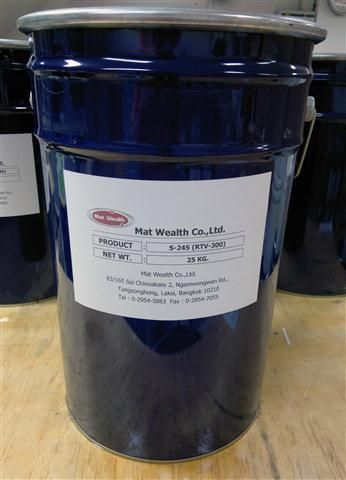 Mat Wealth
Mat Wealth Co.,Ltd.
PRODUCT : S-245 (RTV-300)
NET WT. : 25 KG.
Mat Wealth Co.,Ltd.
83/165 Soi Chinnakate 2, Ngamwongwan Rd.,
Tungsonghong, Laksi, Bangkok 10210
Tel : 0-2954-5883 Fax : 0-2954-7055
td.